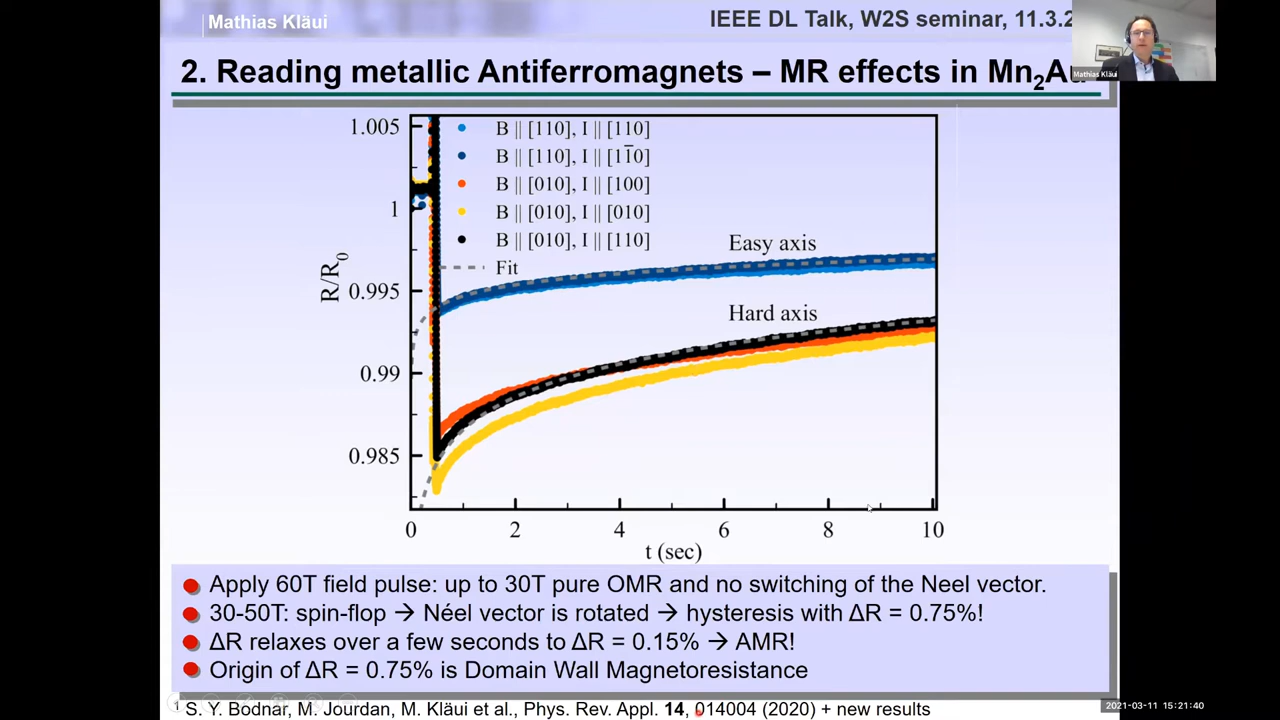 Mathias Kläui
IEEE DL Talk, W2S seminar, 11.3.2
2. Reading metallic Antiferromagnets – MR effects in Mn₂Au
Mathias Kläui
1.005
1
0.995
0.99
0.985
R/R₀
B || [110], I || [110]
B || [110], I || [11̅0]
B || [010], I || [100]
B || [010], I || [010]
B || [010], I || [110]
Fit
Easy axis
Hard axis
0 2 4 6 8 10
t (sec)
Apply 60T field pulse: up to 30T pure OMR and no switching of the Neel vector.
30-50T: spin-flop → Néel vector is rotated → hysteresis with ΔR = 0.75%!
ΔR relaxes over a few seconds to ΔR = 0.15% → AMR!
Origin of ΔR = 0.75% is Domain Wall Magnetoresistance
¹ S. Y. Bodnar, M. Jourdan, M. Kläui et al., Phys. Rev. Appl. 14, 014004 (2020) + new results
2021-03-11 15:21:40